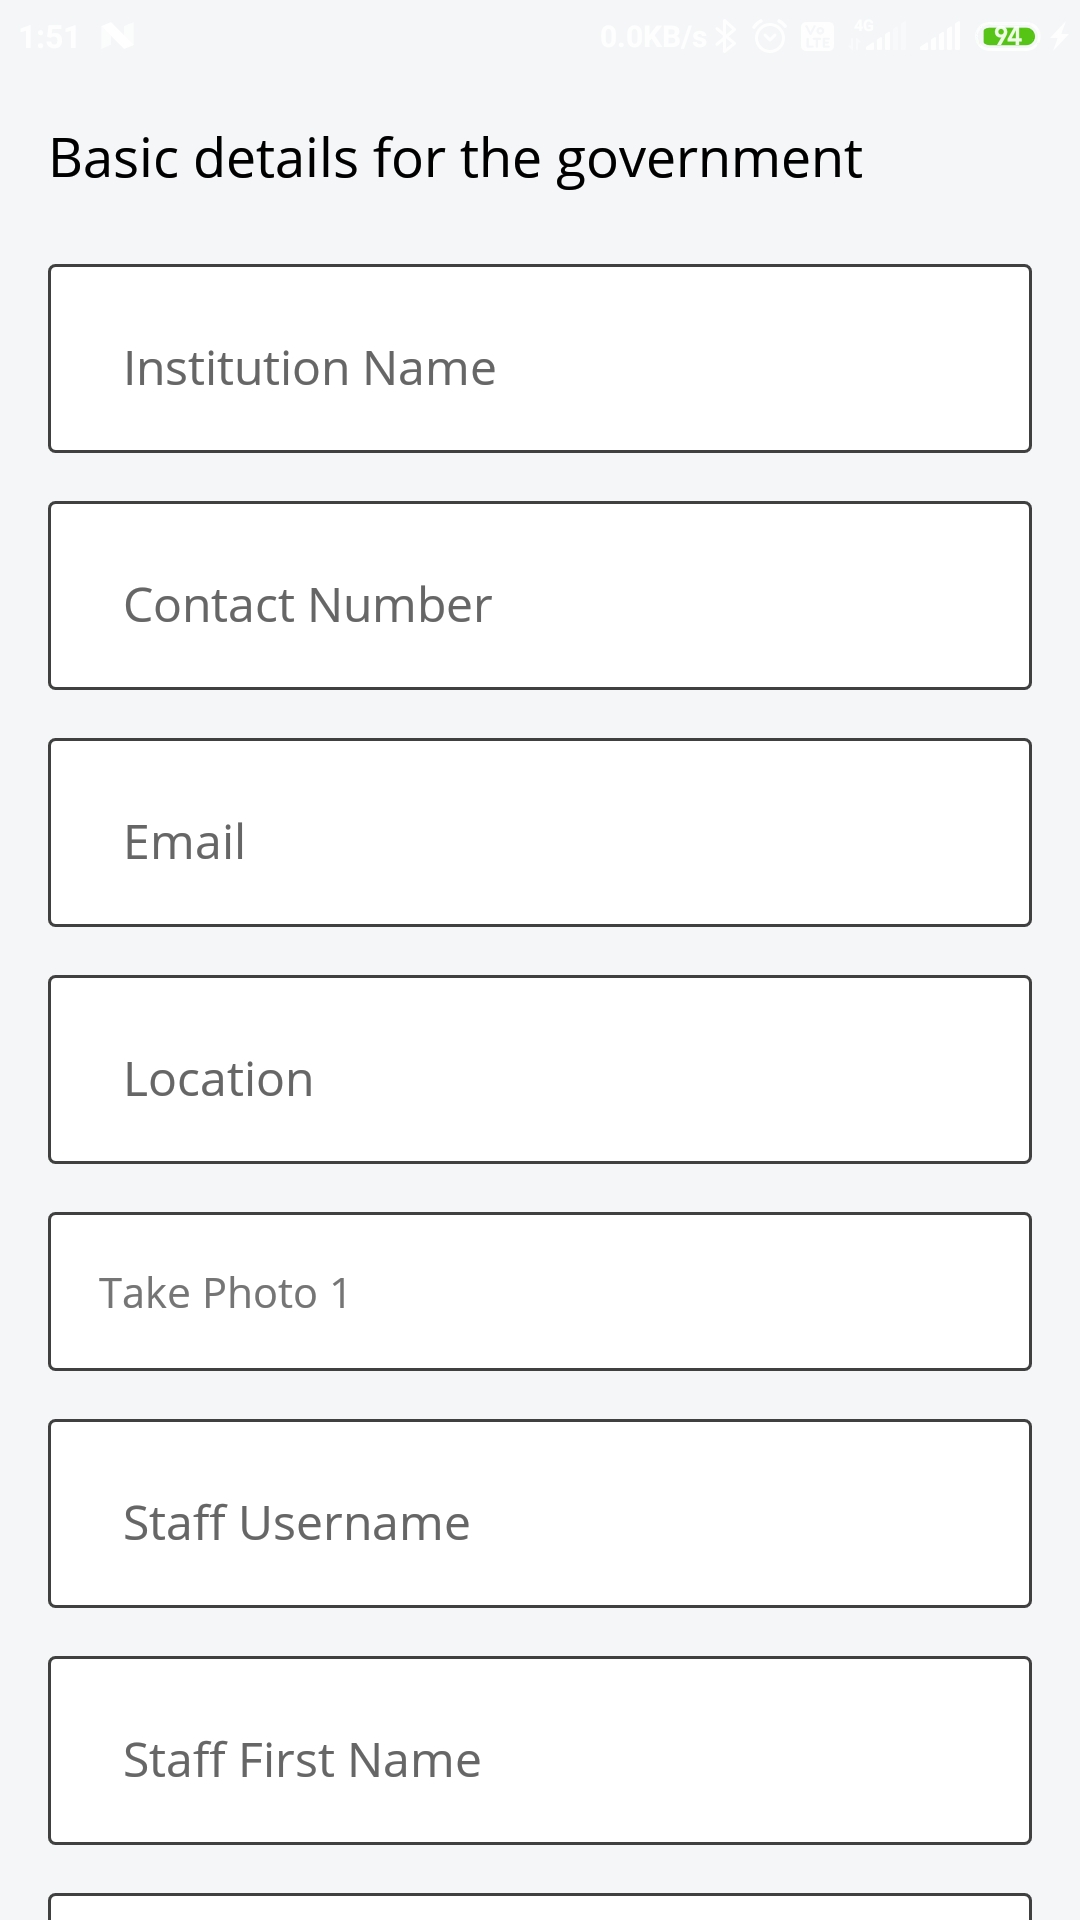 1:51 0.0KB/s 4G 94
Basic details for the government
Institution Name
Contact Number
Email
Location
Take Photo 1
Staff Username
Staff First Name